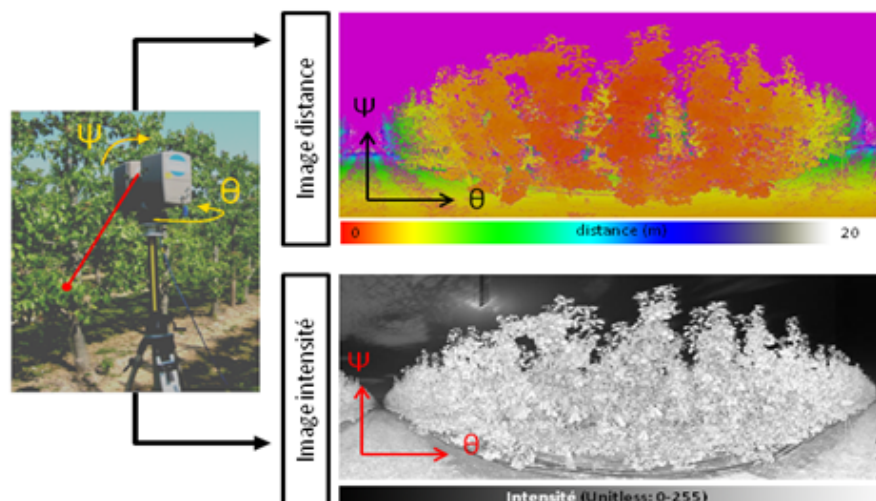 Ψ
θ
Image distance
Ψ
θ
0 distance (m) 20
Image intensité
Ψ
θ
Intensité (Unitless: 0-255)